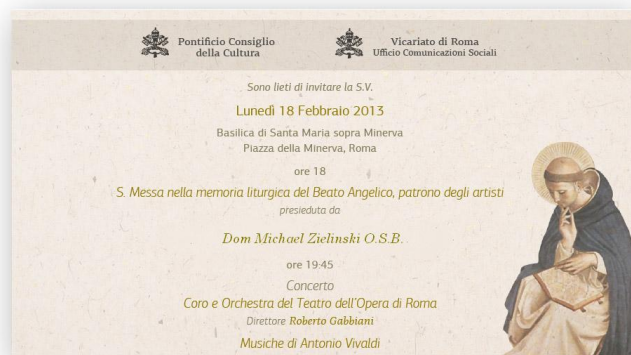 Pontificio Consiglio
della Cultura
Vicariato di Roma
Ufficio Comunicazioni Sociali
Sono lieti di invitare la S.V.
Lunedì 18 Febbraio 2013
Basilica di Santa Maria sopra Minerva
Piazza della Minerva, Roma
ore 18
S. Messa nella memoria liturgica del Beato Angelico, patrono degli artisti
presieduta da
Dom Michael Zielinski O.S.B.
ore 19:45
Concerto
Coro e Orchestra del Teatro dell'Opera di Roma
Direttore Roberto Gabbiani
Musiche di Antonio Vivaldi